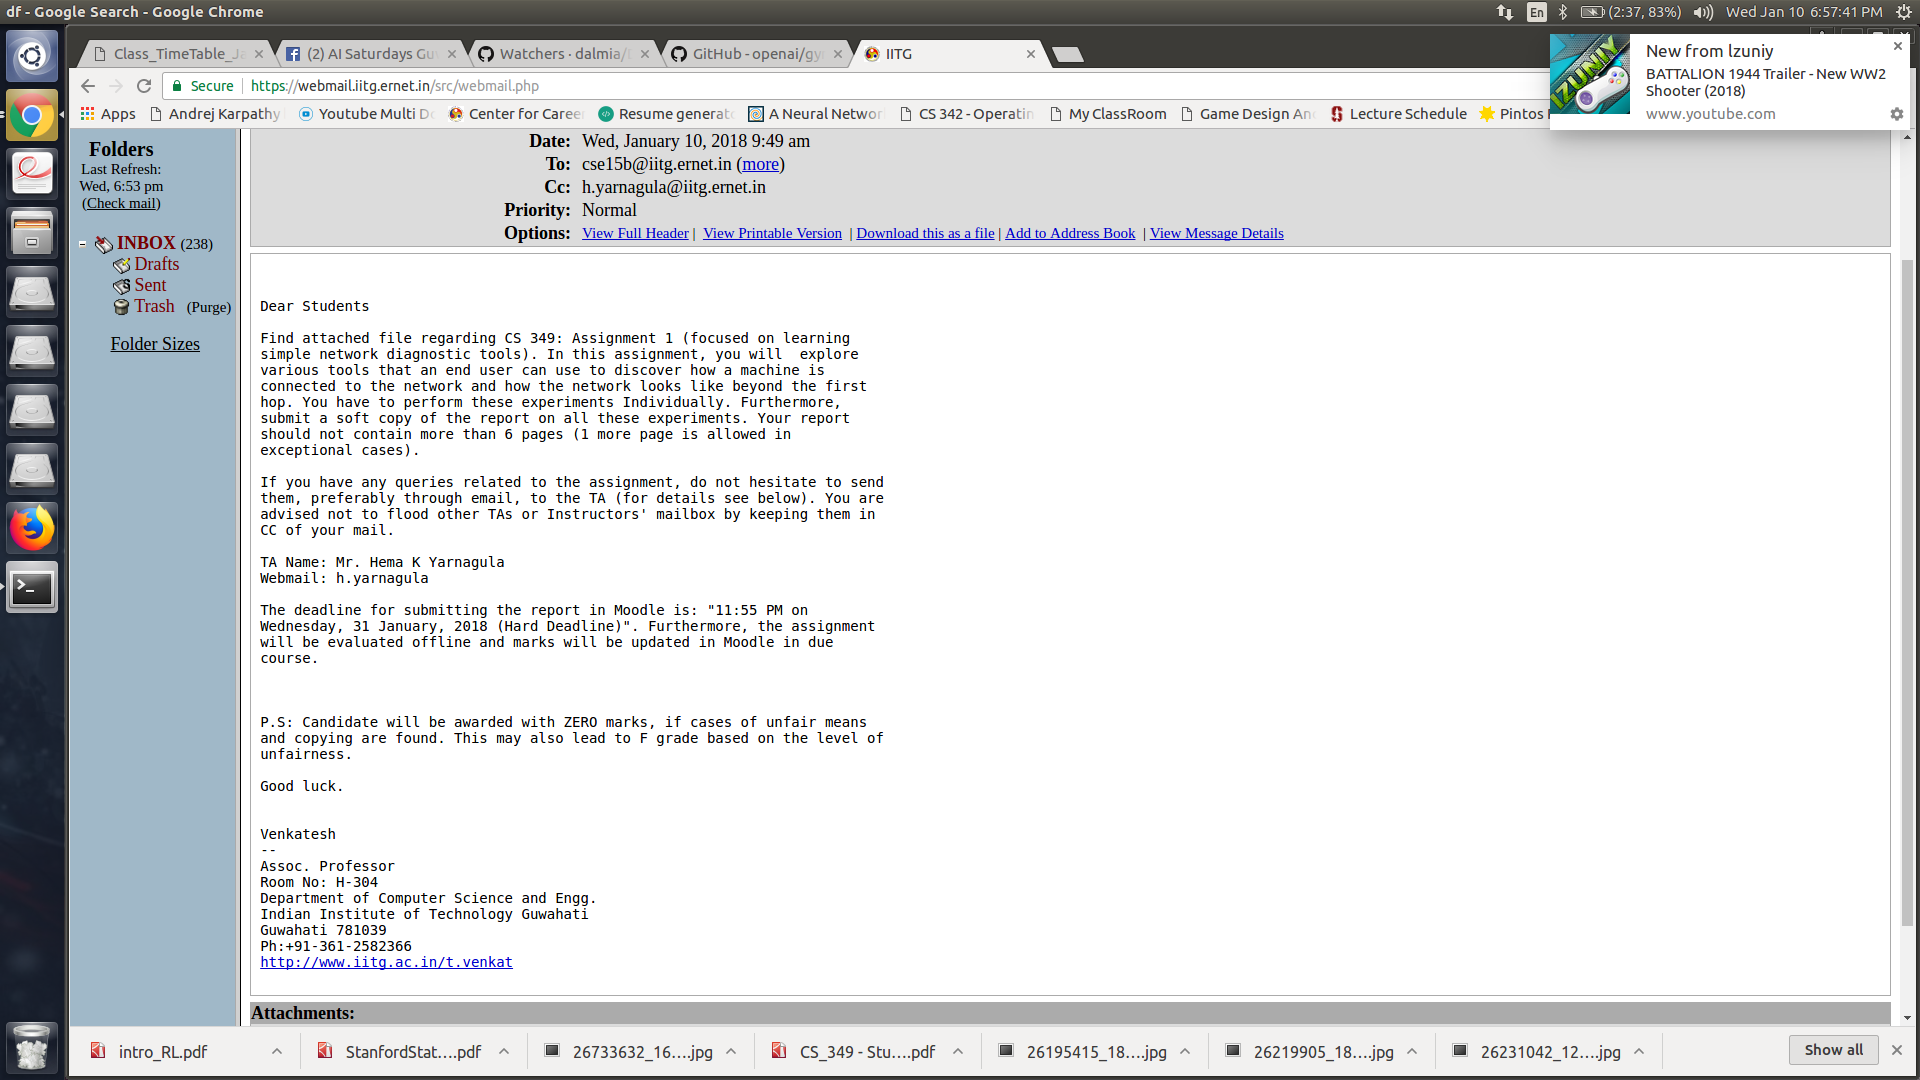 df - Google Search - Google Chrome
En
(2:37, 83%)
Wed Jan 10 6:57:41 PM
Class_TimeTable_Ja
(2) AI Saturdays Gu
Watchers · dalmia/
GitHub - openai/gy
IITG
Secure
https://webmail.iitg.ernet.in/src/webmail.php
Apps
Andrej Karpathy
Youtube Multi Do
Center for Career
Resume generat
A Neural Network
CS 342 - Operatin
My ClassRoom
Game Design An
Lecture Schedule
Pintos
New from lzuniy
BATTALION 1944 Trailer - New WW2
Shooter (2018)
www.youtube.com
IZUNIY
Folders
Last Refresh:
Wed, 6:53 pm
(Check mail)
INBOX (238)
Drafts
Sent
Trash (Purge)
Folder Sizes
Date: Wed, January 10, 2018 9:49 am
To: cse15b@iitg.ernet.in (more)
Cc: h.yarnagula@iitg.ernet.in
Priority: Normal
Options: View Full Header | View Printable Version | Download this as a file | Add to Address Book | View Message Details
Dear Students
Find attached file regarding CS 349: Assignment 1 (focused on learning
simple network diagnostic tools). In this assignment, you will  explore
various tools that an end user can use to discover how a machine is
connected to the network and how the network looks like beyond the first
hop. You have to perform these experiments Individually. Furthermore,
submit a soft copy of the report on all these experiments. Your report
should not contain more than 6 pages (1 more page is allowed in
exceptional cases).
If you have any queries related to the assignment, do not hesitate to send
them, preferably through email, to the TA (for details see below). You are
advised not to flood other TAs or Instructors' mailbox by keeping them in
CC of your mail.
TA Name: Mr. Hema K Yarnagula
Webmail: h.yarnagula
The deadline for submitting the report in Moodle is: "11:55 PM on
Wednesday, 31 January, 2018 (Hard Deadline)". Furthermore, the assignment
will be evaluated offline and marks will be updated in Moodle in due
course.
P.S: Candidate will be awarded with ZERO marks, if cases of unfair means
and copying are found. This may also lead to F grade based on the level of
unfairness.
Good luck.
Venkatesh
--
Assoc. Professor
Room No: H-304
Department of Computer Science and Engg.
Indian Institute of Technology Guwahati
Guwahati 781039
Ph:+91-361-2582366
http://www.iitg.ac.in/t.venkat
Attachments:
intro_RL.pdf
StanfordStat....pdf
26733632_16....jpg
CS_349 - Stu....pdf
26195415_18....jpg
26219905_18....jpg
26231042_12....jpg
Show all